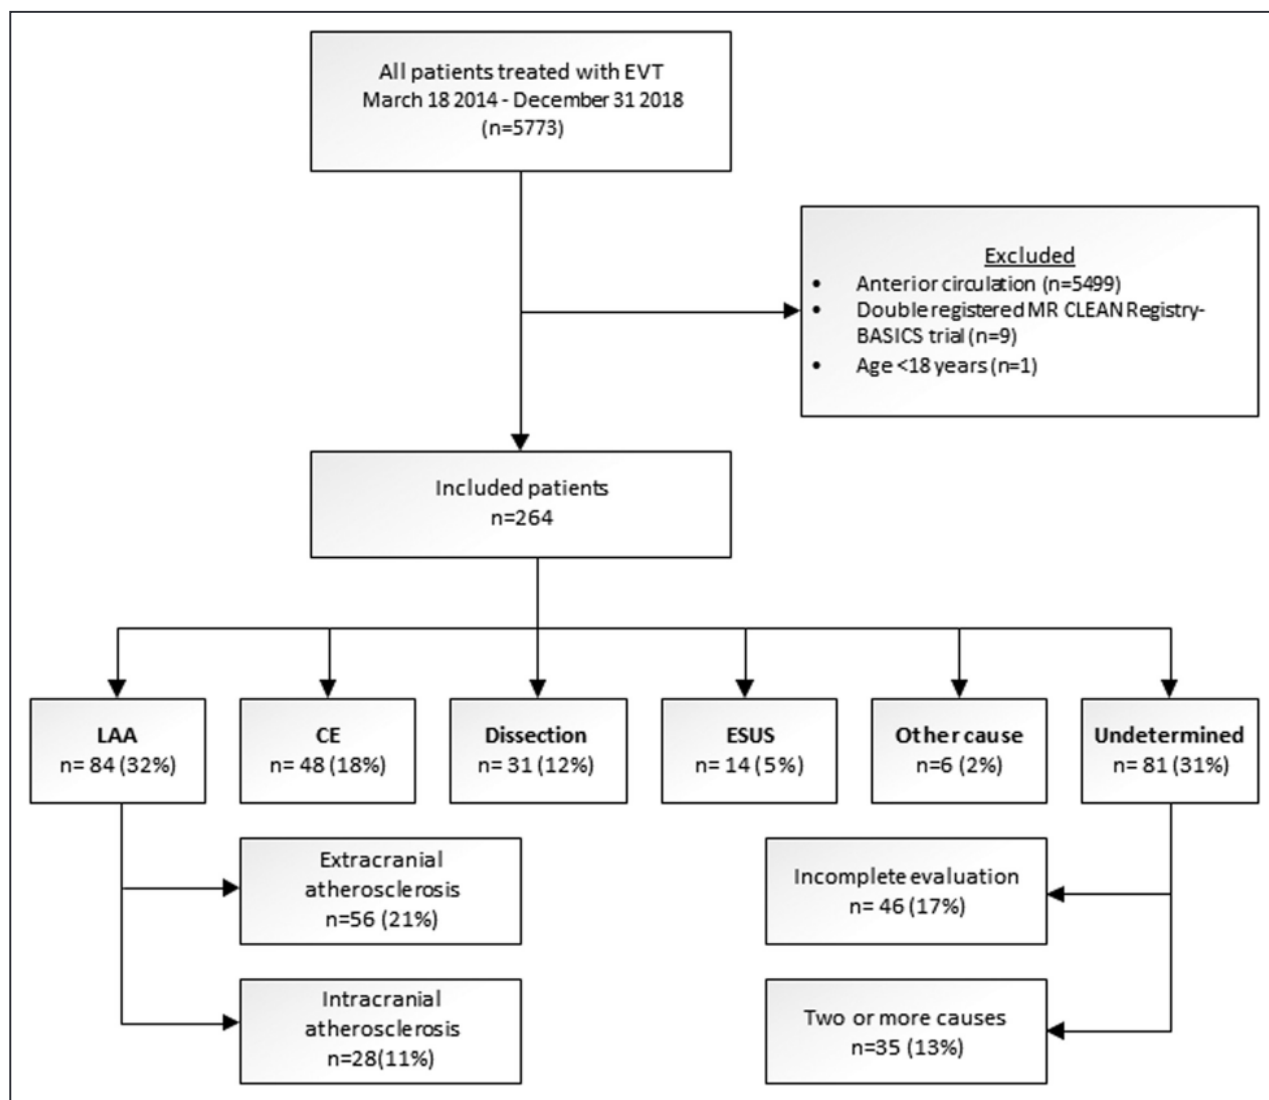 All patients treated with EVT
March 18 2014 - December 31 2018
(n=5773)
Excluded
• Anterior circulation (n=5499)
• Double registered MR CLEAN Registry-
BASICS trial (n=9)
• Age <18 years (n=1)
Included patients
n=264
LAA
n= 84 (32%)
CE
n= 48 (18%)
Dissection
n= 31 (12%)
ESUS
n= 14 (5%)
Other cause
n=6 (2%)
Undetermined
n= 81 (31%)
Extracranial
atherosclerosis
n=56 (21%)
Incomplete evaluation
n= 46 (17%)
Intracranial
atherosclerosis
n=28(11%)
Two or more causes
n=35 (13%)